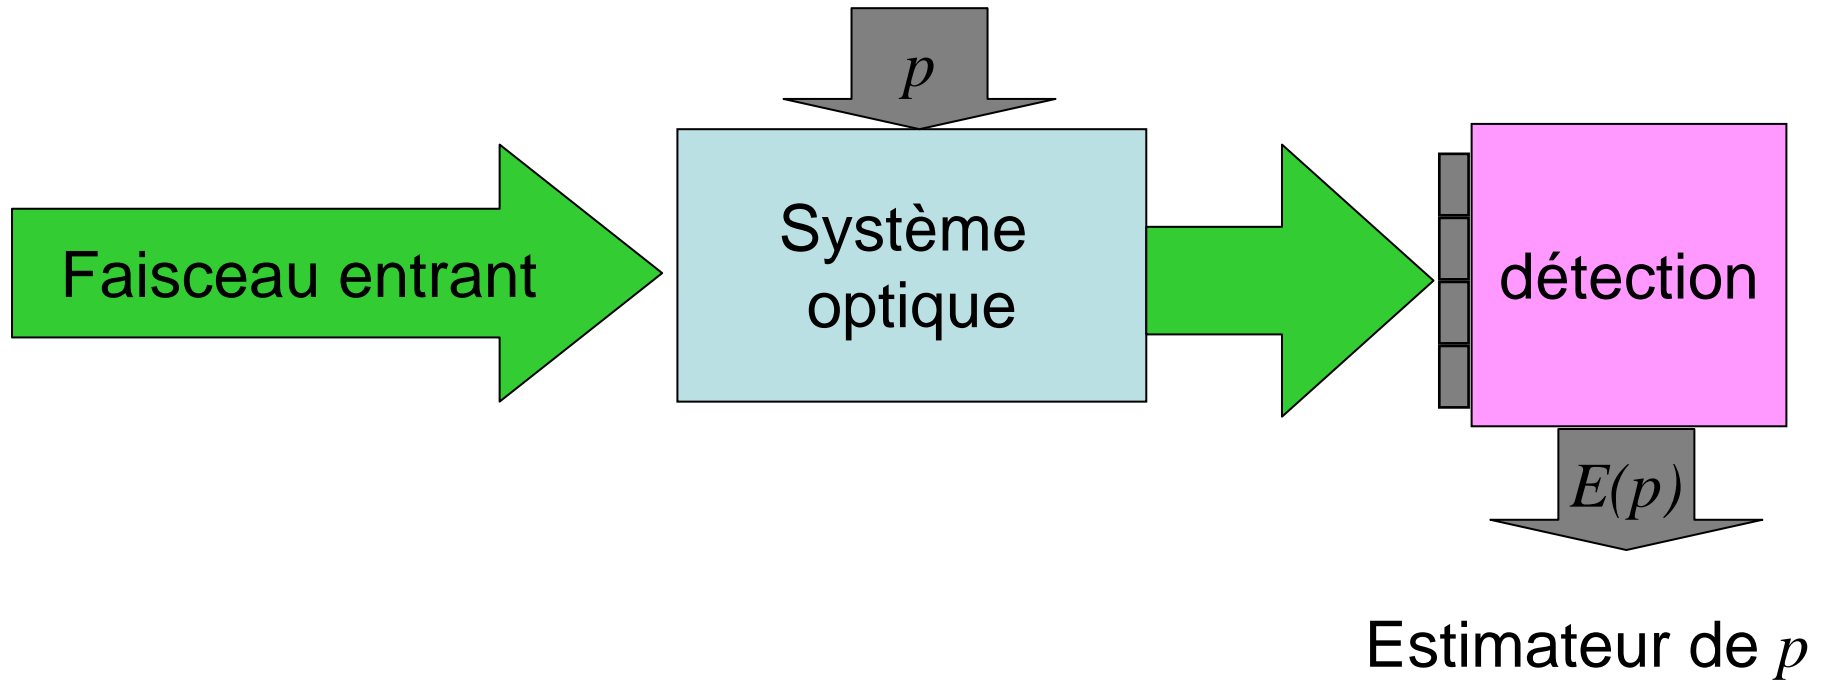 p
Faisceau entrant
Système
optique
détection
E(p)
Estimateur de p